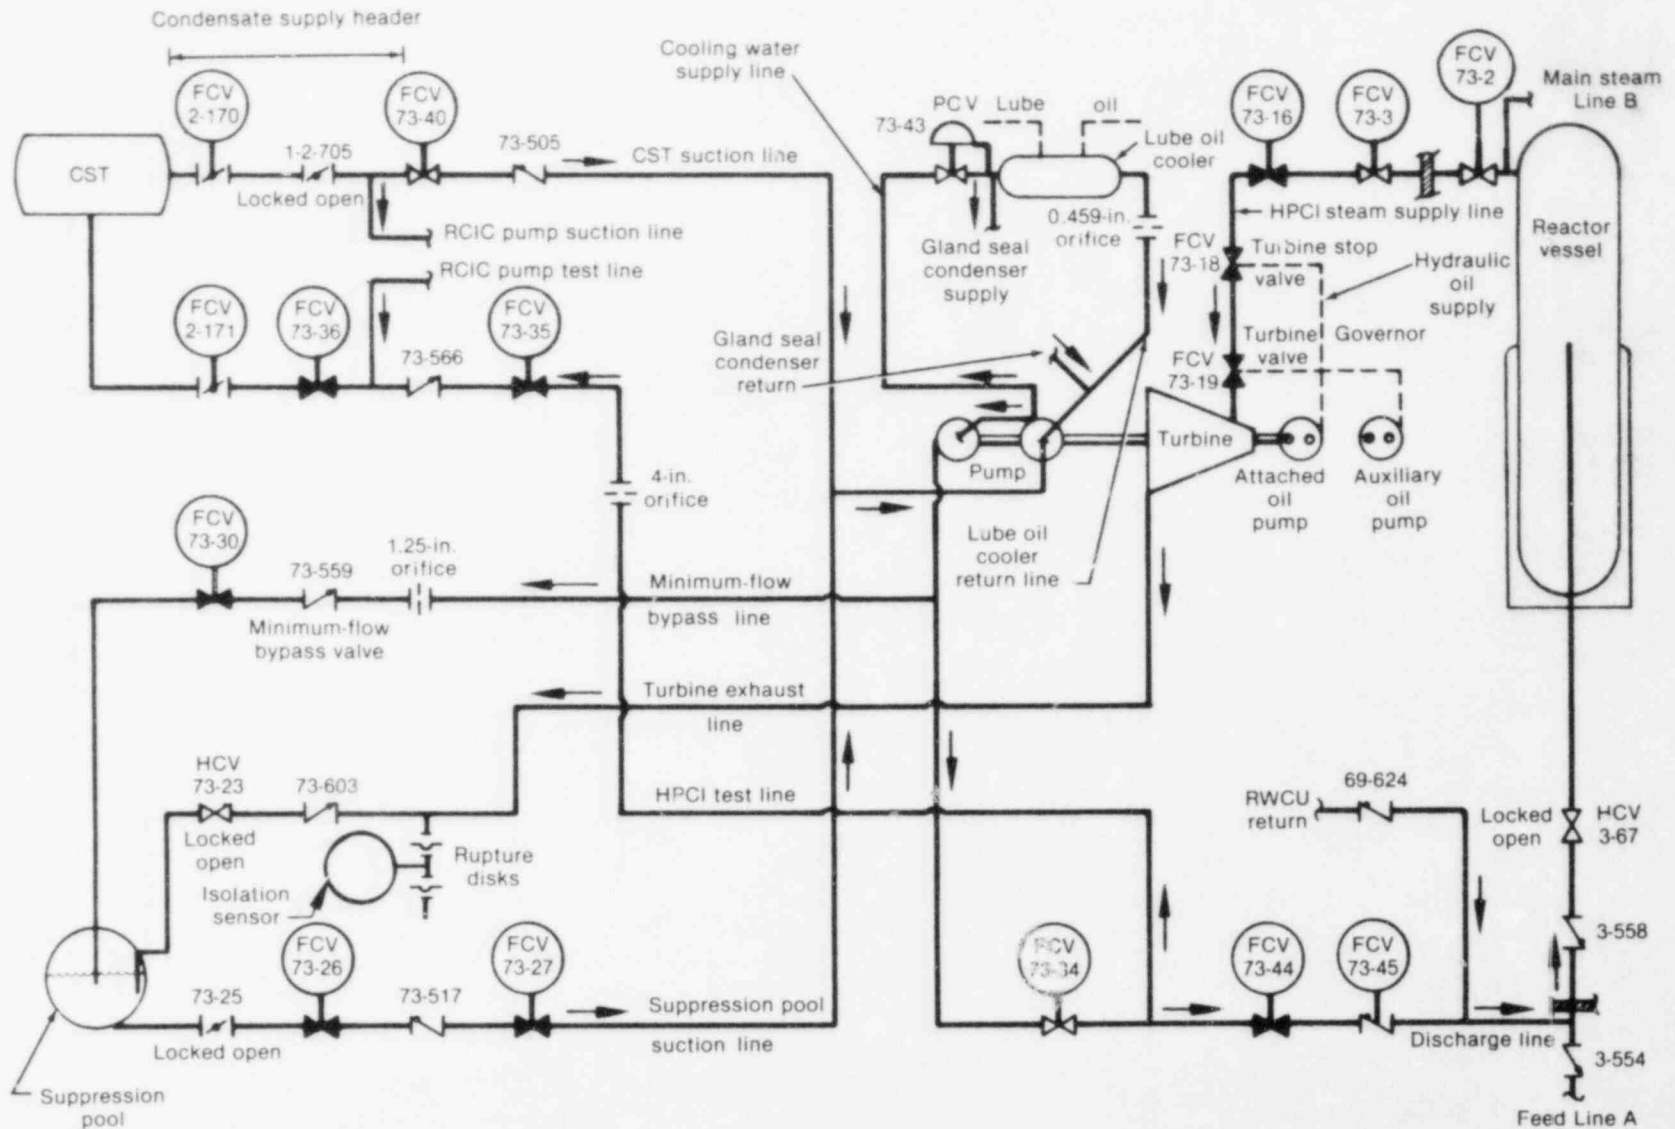 Condensate supply header
FCV
2-170
FCV
73-40
1-2-705
73-505
CST
Locked open
CST suction line
RCIC pump suction line
RCIC pump test line
FCV
2-171
FCV
73-36
FCV
73-35
73-566
Cooling water
supply line
PCV
73-43
Lube
oil
Lube oil
cooler
Gland seal
condenser
supply
0.459-in.
orifice
Gland seal
condenser
return
FCV
73-16
FCV
73-3
FCV
73-2
Main steam
Line B
HPCI steam supply line
FCV
73-18
Turbine stop
valve
Hydraulic
oil
supply
Reactor
vessel
Turbine Governor
valve
FCV
73-19
Pump
Turbine
Attached
oil
pump
Auxiliary
oil
pump
4-in.
orifice
Lube oil
cooler
return line
FCV
73-30
73-559
1.25-in.
orifice
Minimum-flow
bypass valve
Minimum-flow
bypass line
Turbine exhaust
line
HCV
73-23
73-603
Locked
open
Isolation
sensor
Rupture
disks
HPCI test line
RWCU
return
69-624
Locked
open
HCV
3-67
3-558
73-25
FCV
73-26
73-517
FCV
73-27
Locked open
Suppression pool
suction line
FCV
73-34
FCV
73-44
FCV
73-45
Discharge line
3-554
Suppression
pool
Feed Line A